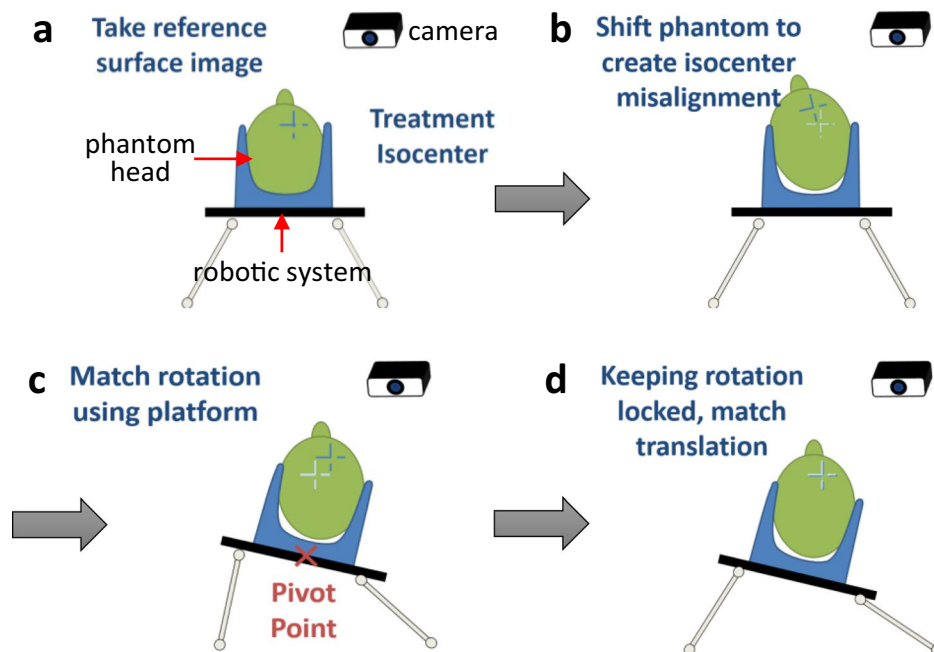 a
Take reference
surface image
camera
phantom
head
Treatment
Isocenter
robotic system
b
Shift phantom to
create isocenter
misalignment
c
Match rotation
using platform
Pivot
Point
d
Keeping rotation
locked, match
translation